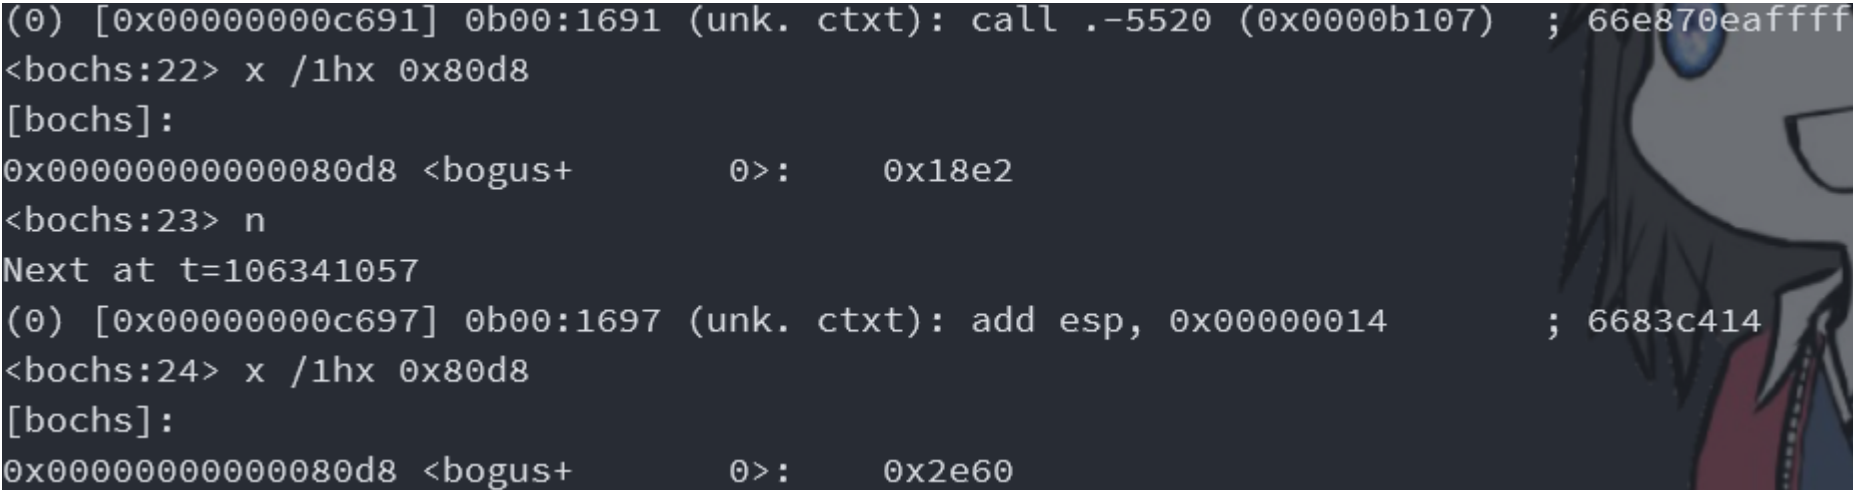 (0) [0x00000000c691] 0b00:1691 (unk. ctxt): call .-5520 (0x0000b107)  ; 66e870eaffff
<bochs:22> x /1hx 0x80d8
[bochs]:
0x00000000000080d8 <bogus+       0>:    0x18e2
<bochs:23> n
Next at t=106341057
(0) [0x00000000c697] 0b00:1697 (unk. ctxt): add esp, 0x00000014       ; 6683c414
<bochs:24> x /1hx 0x80d8
[bochs]:
0x00000000000080d8 <bogus+       0>:    0x2e60